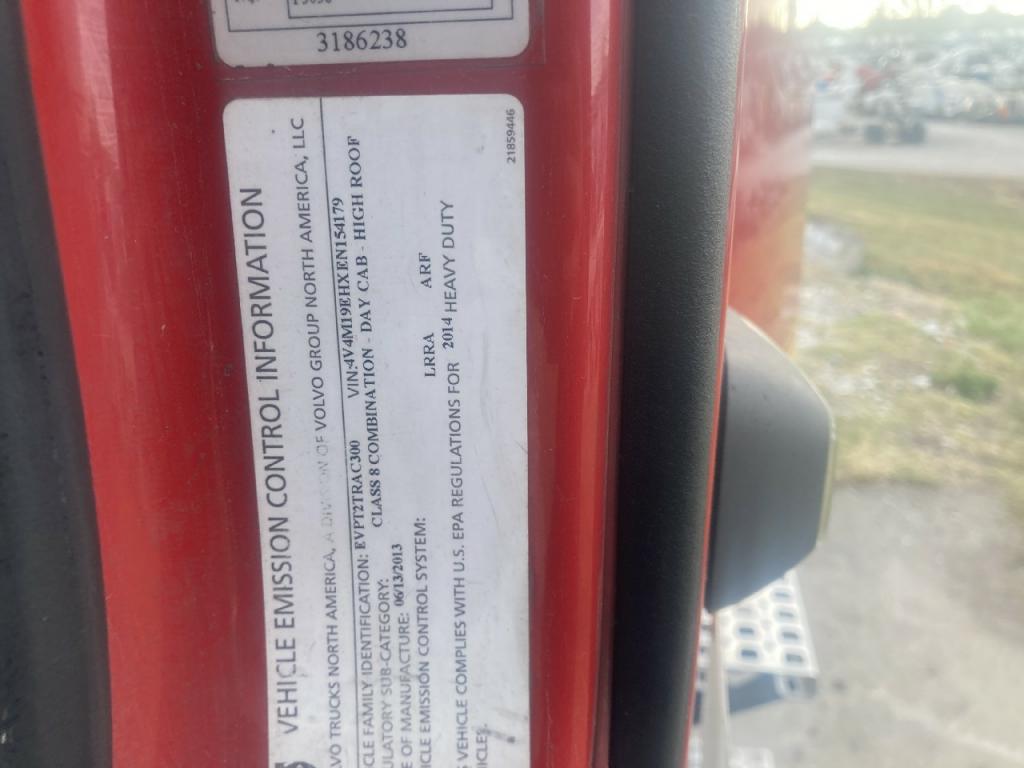 3186238
VEHICLE EMISSION CONTROL INFORMATION
VO TRUCKS NORTH AMERICA, A DIVISION OF VOLVO GROUP NORTH AMERICA, LLC
CLE FAMILY IDENTIFICATION: EVPT2TRAC300 VIN:4V4M19EHXEN154179
ULATORY SUB-CATEGORY: CLASS 8 COMBINATION - DAY CAB - HIGH ROOF
E OF MANUFACTURE: 06/13/2013
ICLE EMISSION CONTROL SYSTEM: LRRA ARF
VEHICLE COMPLIES WITH U.S. EPA REGULATIONS FOR 2014 HEAVY DUTY
HICLES.
21859446